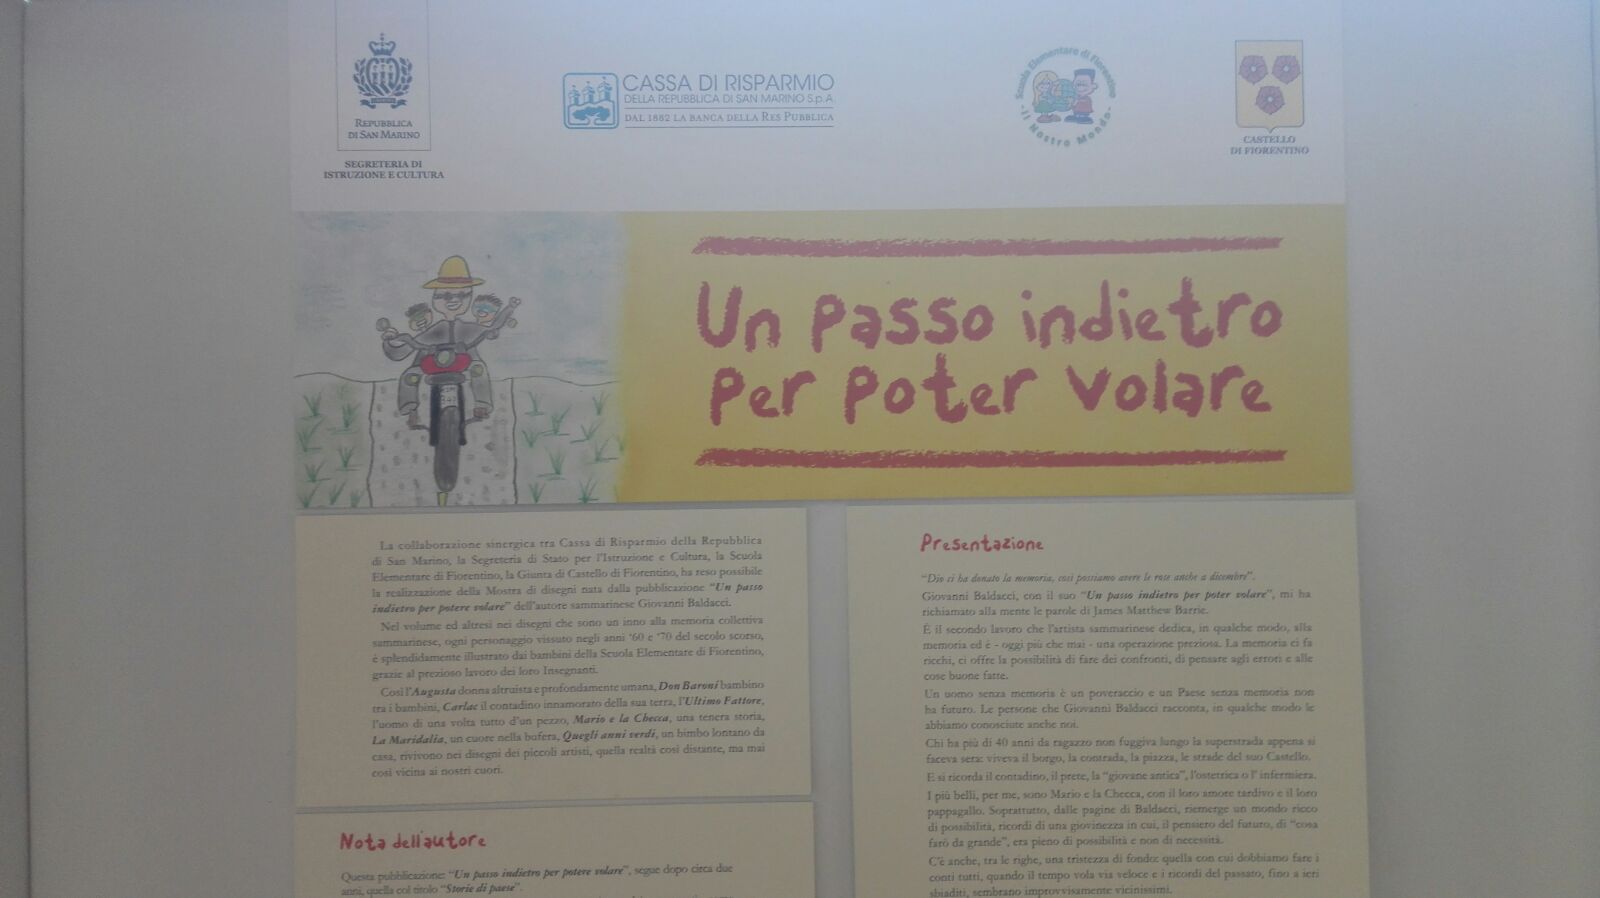 REPUBBLICA
DI SAN MARINO
SEGRETERIA DI
ISTRUZIONE E CULTURA
CASSA DI RISPARMIO
DELLA REPUBBLICA DI SAN MARINO S.p.A.
DAL 1882 LA BANCA DELLA RES PUBBLICA
Scuola Elementare di Fiorentino
"Il Nostro Mondo"
CASTELLO
DI FIORENTINO
Un passo indietro
per poter volare
La collaborazione sinergica tra Cassa di Risparmio della Repubblica
di San Marino, la Segreteria di Stato per l'Istruzione e Cultura, la Scuola
Elementare di Fiorentino, la Giunta di Castello di Fiorentino, ha reso possibile
la realizzazione della Mostra di disegni nata dalla pubblicazione "Un passo
indietro per potere volare" dell'autore sammarinese Giovanni Baldacci.
Nel volume ed altresì nei disegni che sono un inno alla memoria collettiva
sammarinese, ogni personaggio vissuto negli anni '60 e '70 del secolo scorso,
è splendidamente illustrato dai bambini della Scuola Elementare di Fiorentino,
grazie al prezioso lavoro dei loro Insegnanti.
Così l'Augusta donna altruista e profondamente umana, Don Baroni bambino
tra i bambini, Carlac il contadino innamorato della sua terra, l'Ultimo Fattore,
l'uomo di una volta tutto d'un pezzo, Mario e la Checca, una tenera storia,
La Maridalia, un cuore nella bufera, Quegli anni verdi, un bimbo lontano da
casa, rivivono nei disegni dei piccoli artisti, quella realtà così distante, ma mai
così vicina ai nostri cuori.
Nota dell'autore
Questa pubblicazione: "Un passo indietro per potere volare", segue dopo circa due
anni, quella col titolo "Storie di paese".
Presentazione
"Dio ci ha donato la memoria, così possiamo avere le rose anche a dicembre".
Giovanni Baldacci, con il suo "Un passo indietro per poter volare", mi ha
richiamato alla mente le parole di James Matthew Barrie.
È il secondo lavoro che l'artista sammarinese dedica, in qualche modo, alla
memoria ed è - oggi più che mai - una operazione preziosa. La memoria ci fa
ricchi, ci offre la possibilità di fare dei confronti, di pensare agli errori e alle
cose buone fatte.
Un uomo senza memoria è un poveraccio e un Paese senza memoria non
ha futuro. Le persone che Giovanni Baldacci racconta, in qualche modo le
abbiamo conosciute anche noi.
Chi ha più di 40 anni da ragazzo non fuggiva lungo la superstrada appena si
faceva sera: viveva il borgo, la contrada, la piazza, le strade del suo Castello.
E si ricorda il contadino, il prete, la "giovane antica", l'ostetrica o l' infermiera.
I più belli, per me, sono Mario e la Checca, con il loro amore tardivo e il loro
pappagallo. Soprattutto, dalle pagine di Baldacci, riemerge un mondo ricco
di possibilità, ricordi di una giovinezza in cui, il pensiero del futuro, di "cosa
farò da grande", era pieno di possibilità e non di necessità.
C'è anche, tra le righe, una tristezza di fondo: quella con cui dobbiamo fare i
conti tutti, quando il tempo vola via veloce e i ricordi del passato, fino a ieri
sbiaditi, sembrano improvvisamente vicinissimi.